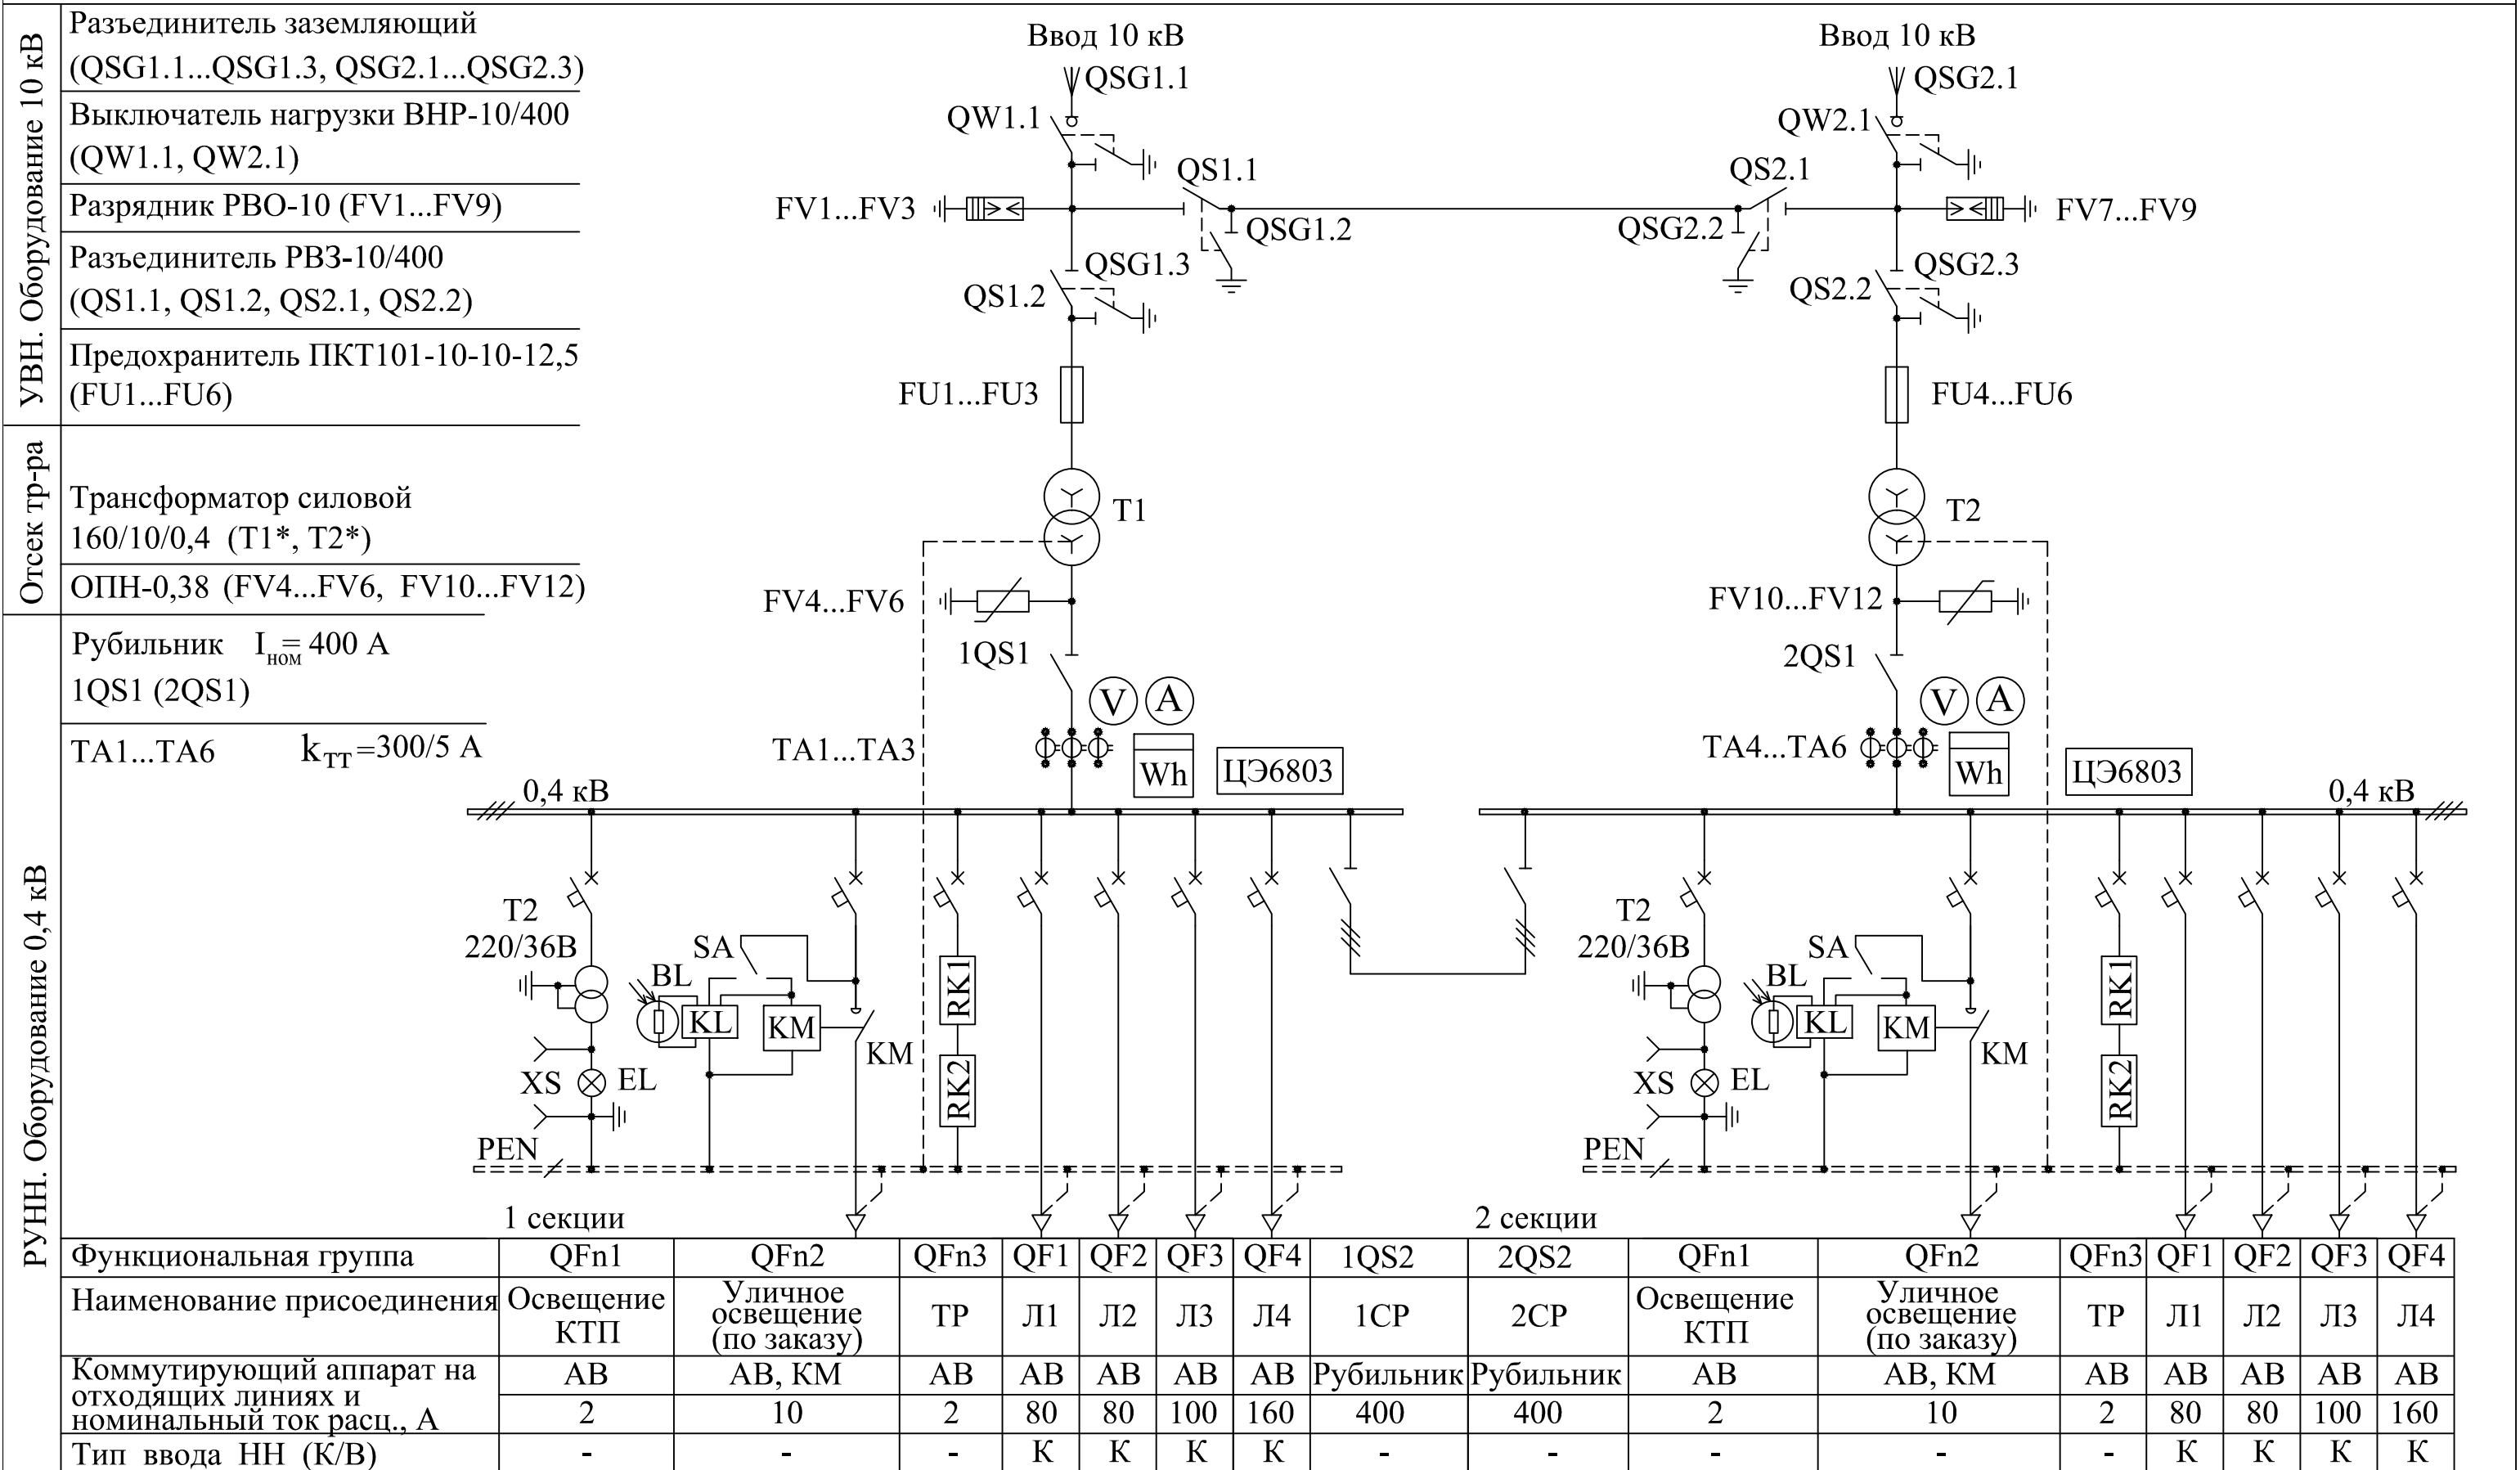 УВН. Оборудование 10 кВ
Разъединитель заземляющий
(QSG1.1...QSG1.3, QSG2.1...QSG2.3)
Выключатель нагрузки ВНР-10/400
(QW1.1, QW2.1)
Разрядник РВО-10 (FV1...FV9)
Разъединитель РВЗ-10/400
(QS1.1, QS1.2, QS2.1, QS2.2)
Предохранитель ПКТ101-10-10-12,5
(FU1...FU6)
Отсек тр-ра
Трансформатор силовой
160/10/0,4 (Т1*, Т2*)
ОПН-0,38 (FV4...FV6, FV10...FV12)
РУНН. Оборудование 0,4 кВ
Рубильник Iном= 400 А
1QS1 (2QS1)
ТА1...ТА6 kТТ=300/5 А
Ввод 10 кВ
QSG1.1
QW1.1
QS1.1
FV1...FV3
QSG1.2
QSG1.3
QS1.2
FU1...FU3
Т1
FV4...FV6
1QS1
V A
ТА1...ТА3
Wh
ЦЭ6803
0,4 кВ
Ввод 10 кВ
QSG2.1
QW2.1
QS2.1
FV7...FV9
QSG2.2
QSG2.3
QS2.2
FU4...FU6
Т2
FV10...FV12
2QS1
V A
ТА4...ТА6
Wh
ЦЭ6803
0,4 кВ
Т2
220/36В
SA
BL
KL
KM
KM
RK1
RK2
XS
EL
PEN
1 секции
Т2
220/36В
SA
BL
KL
KM
KM
RK1
RK2
XS
EL
PEN
2 секции
Функциональная группа QFn1 QFn2 QFn3 QF1 QF2 QF3 QF4 1QS2 2QS2 QFn1 QFn2 QFn3 QF1 QF2 QF3 QF4
Наименование присоединения Освещение КТП Уличное освещение (по заказу) ТР Л1 Л2 Л3 Л4 1СР 2СР Освещение КТП Уличное освещение (по заказу) ТР Л1 Л2 Л3 Л4
Коммутирующий аппарат на АВ АВ, КМ АВ АВ АВ АВ АВ Рубильник Рубильник АВ АВ, КМ АВ АВ АВ АВ АВ
отходящих линиях и
номинальный ток расц., А 2 10 2 80 80 100 160 400 400 2 10 2 80 80 100 160
Тип ввода НН (К/В) - - - К К К К - - - - - К К К К